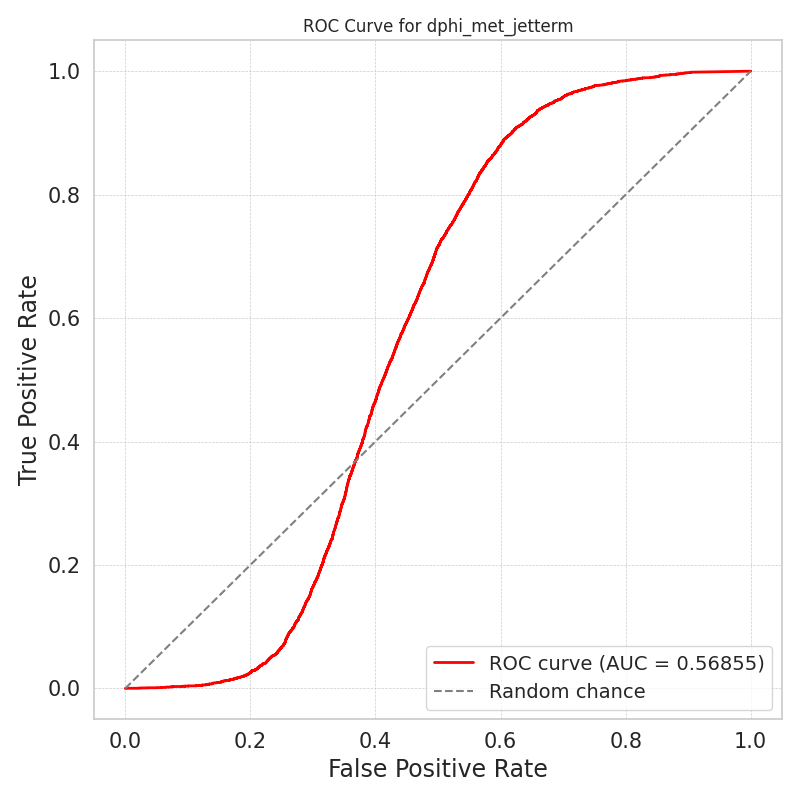 ROC Curve for dphi_met_jetterm
True Positive Rate
1.0
0.8
0.6
0.4
0.2
0.0
ROC curve (AUC = 0.56855)
Random chance
0.0 0.2 0.4 0.6 0.8 1.0
False Positive Rate